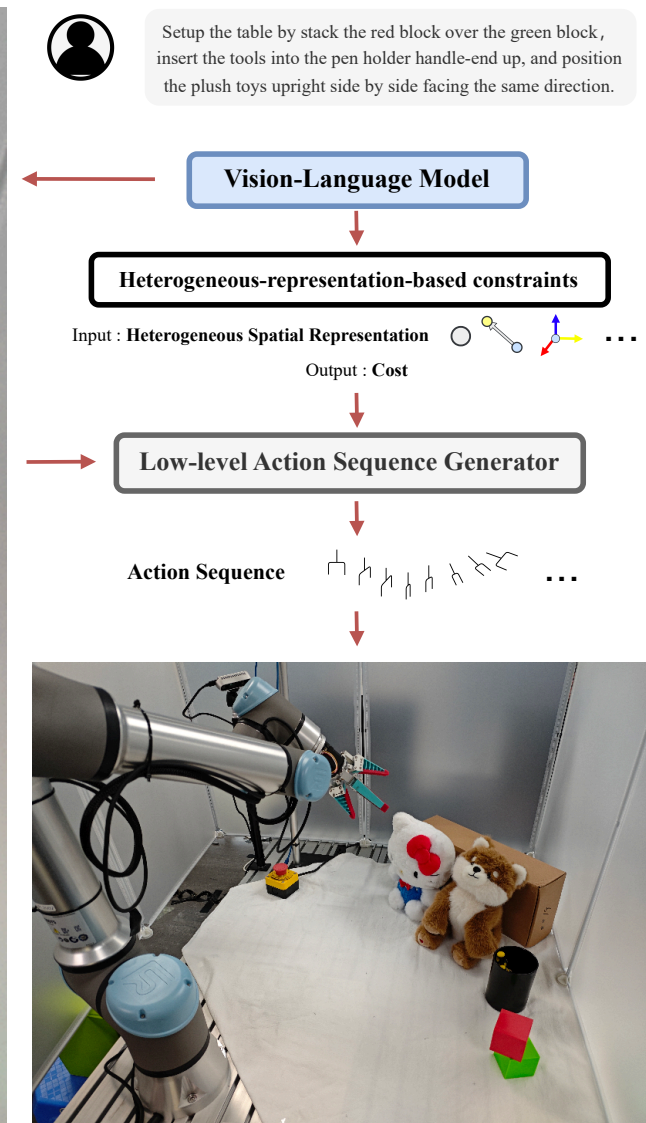 Setup the table by stack the red block over the green block,
insert the tools into the pen holder handle-end up, and position
the plush toys upright side by side facing the same direction.
Vision-Language Model
Heterogeneous-representation-based constraints
Input : Heterogeneous Spatial Representation ...
Output : Cost
Low-level Action Sequence Generator
Action Sequence ...